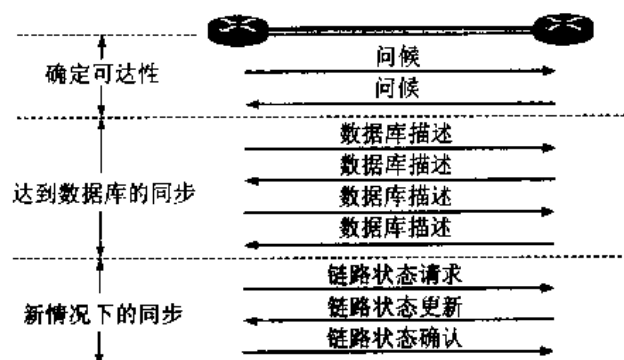 问候
确定可达性
问候
数据库描述
数据库描述
达到数据库的同步
数据库描述
数据库描述
链路状态请求
新情况下的同步
链路状态更新
链路状态确认